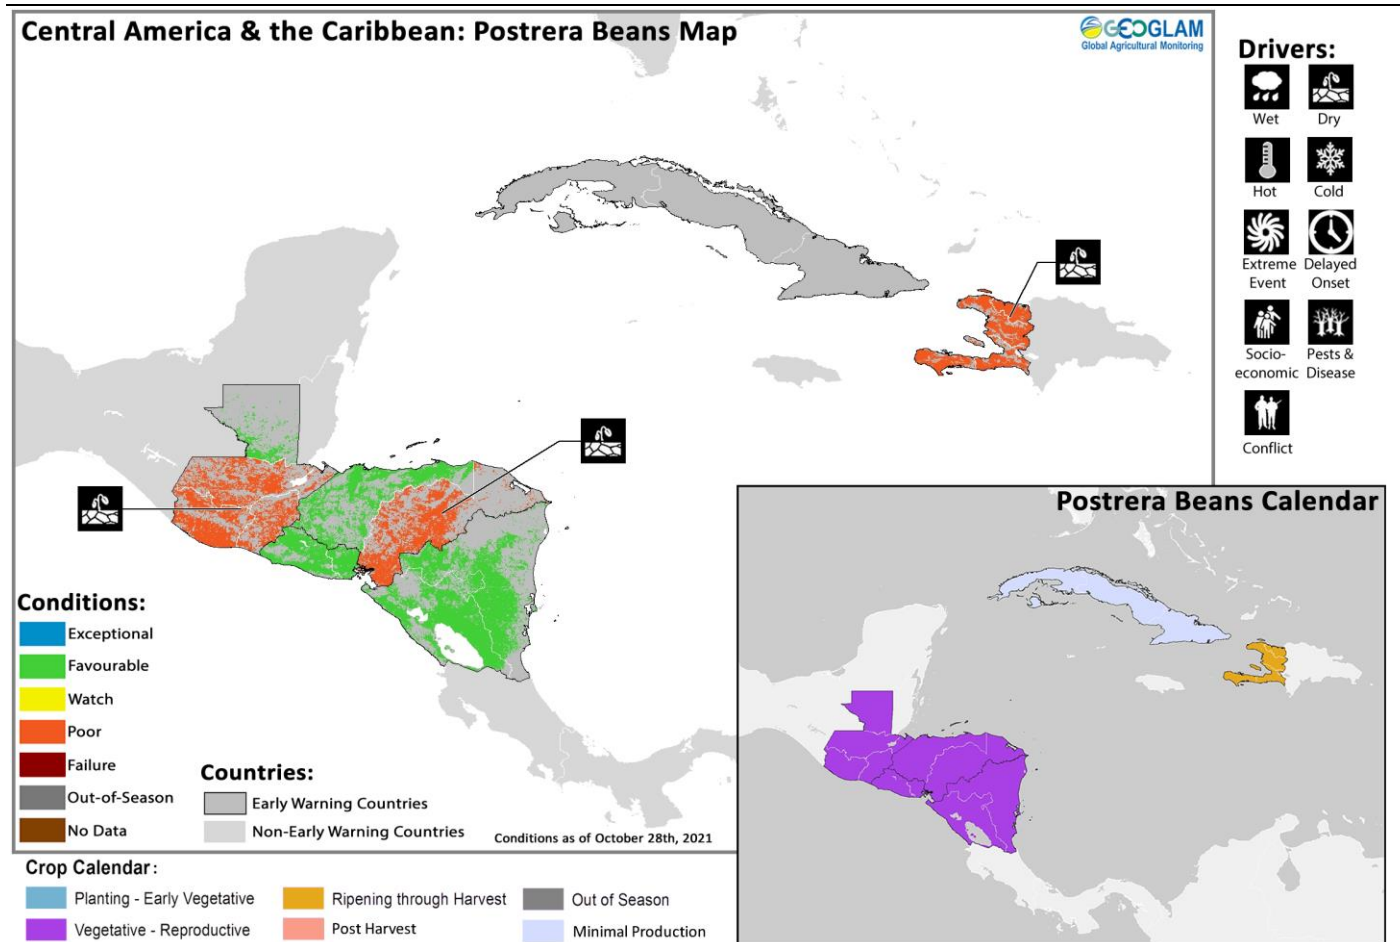 Central America & the Caribbean: Postrera Beans Map
GEOGLAM
Global Agricultural Monitoring
Drivers:
Wet
Dry
Hot
Cold
Extreme
Event
Delayed
Onset
Socio-
economic
Pests &
Disease
Conflict
Postrera Beans Calendar
Conditions:
Exceptional
Favourable
Watch
Poor
Failure
Out-of-Season
No Data
Countries:
Early Warning Countries
Non-Early Warning Countries
Conditions as of October 28th, 2021
Crop Calendar:
Planting - Early Vegetative
Ripening through Harvest
Out of Season
Vegetative - Reproductive
Post Harvest
Minimal Production